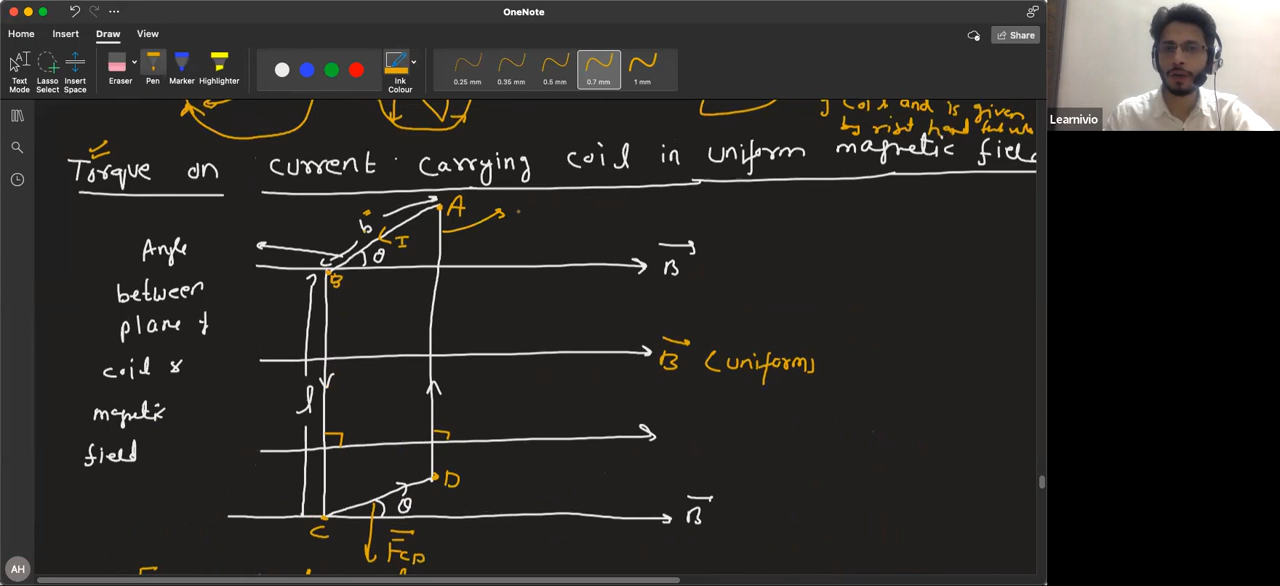 OneNote
Home Insert Draw View
Share
Text Mode
Lasso Select
Insert Space
Eraser
Pen
Marker
Highlighter
Ink Colour
0.25 mm
0.35 mm
0.5 mm
0.7 mm
1 mm
Learnivio
coil and is given
by right hand
Torque on current carrying coil in uniform magnetic field
b
A
I
θ
B
B
Angle
between
plane of
coil &
magnetic
field
B (uniform)
l
D
θ
C
B
F CD
AH